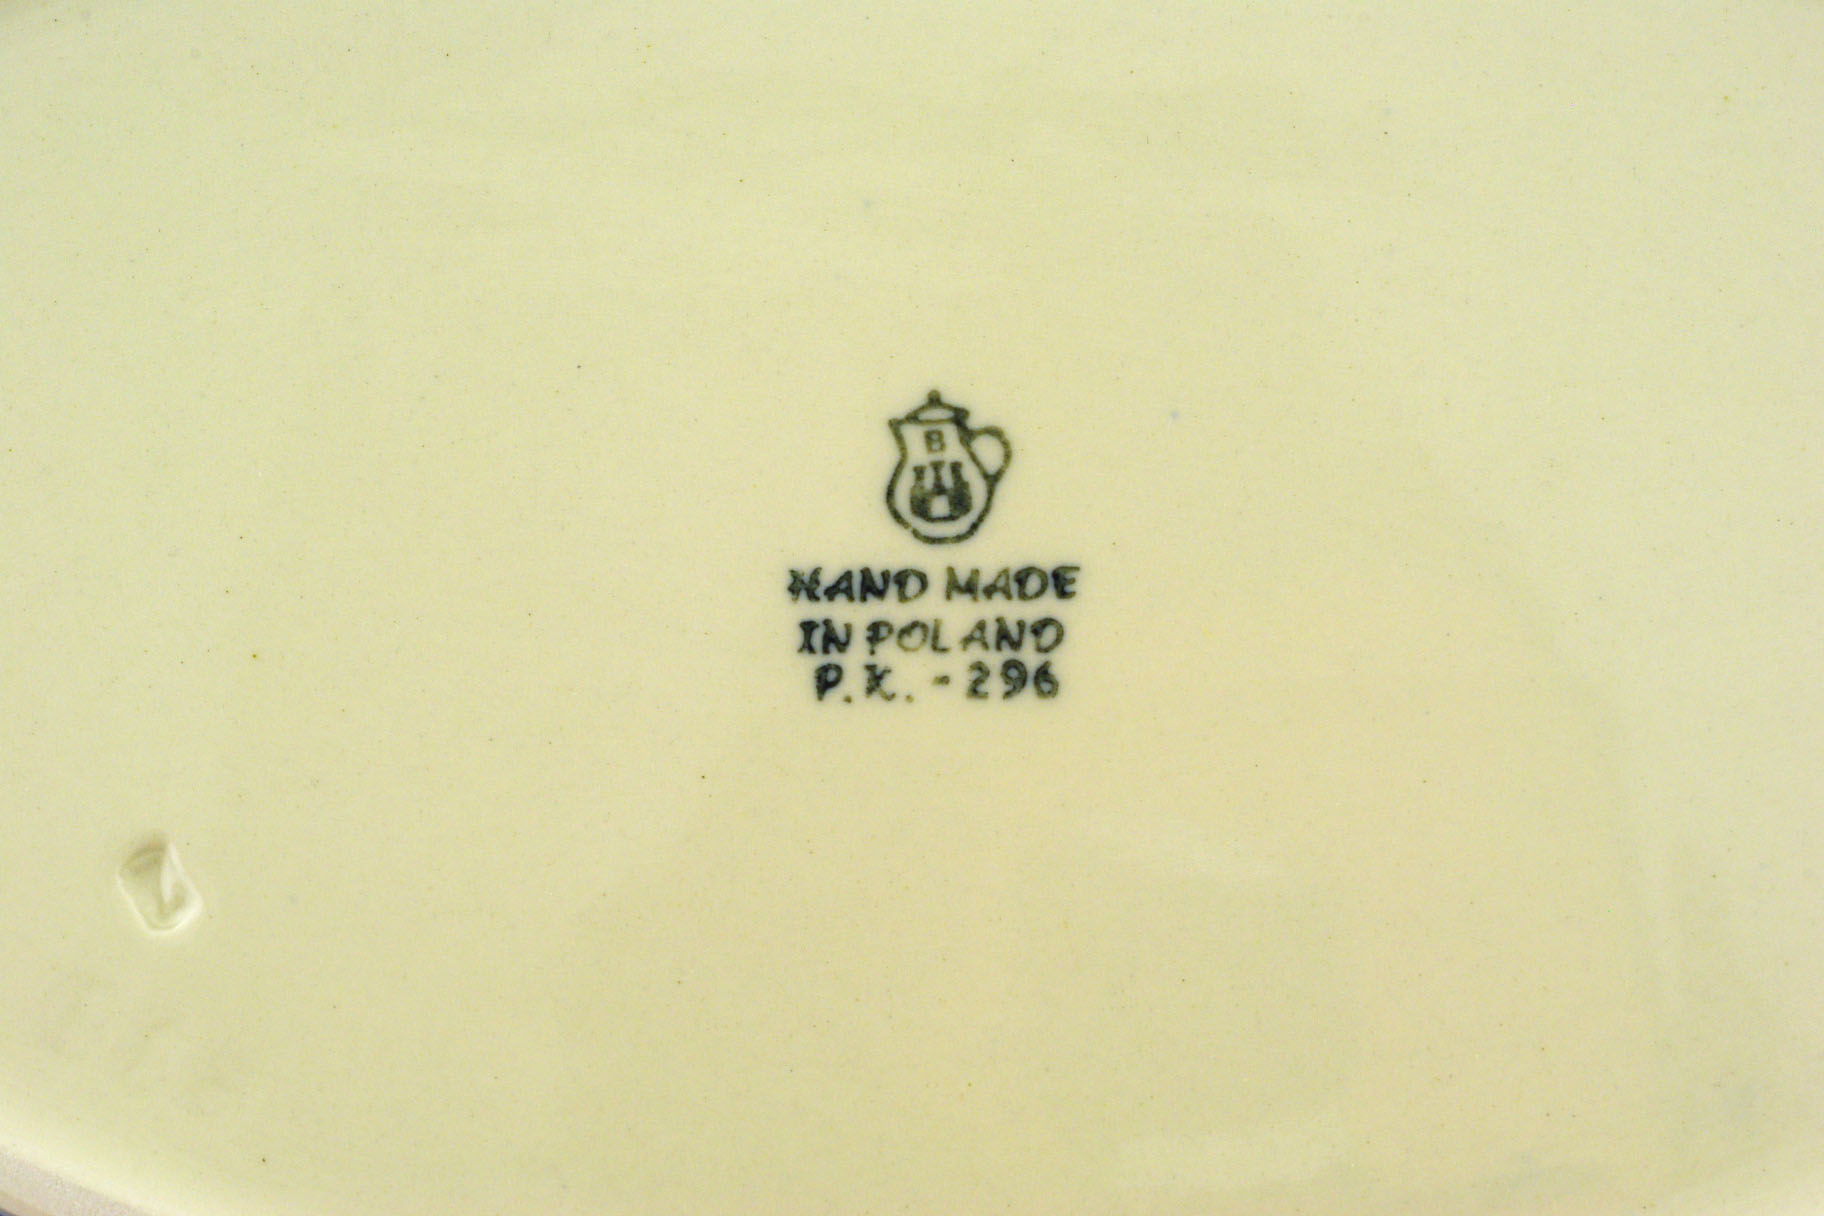 B
HAND MADE
IN POLAND
P.K. - 296